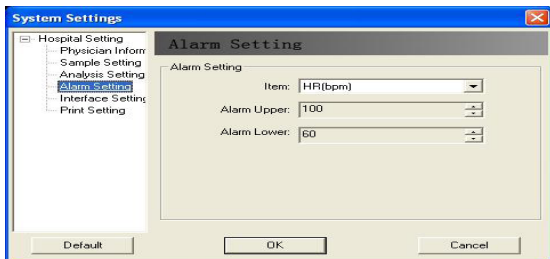 System Settings
Hospital Setting
Physician Inform
Sample Setting
Analysis Setting
Alarm Setting
Interface Setting
Print Setting
Alarm Setting
Alarm Setting
Item: HR(bpm)
Alarm Upper: 100
Alarm Lower: 60
Default
OK
Cancel